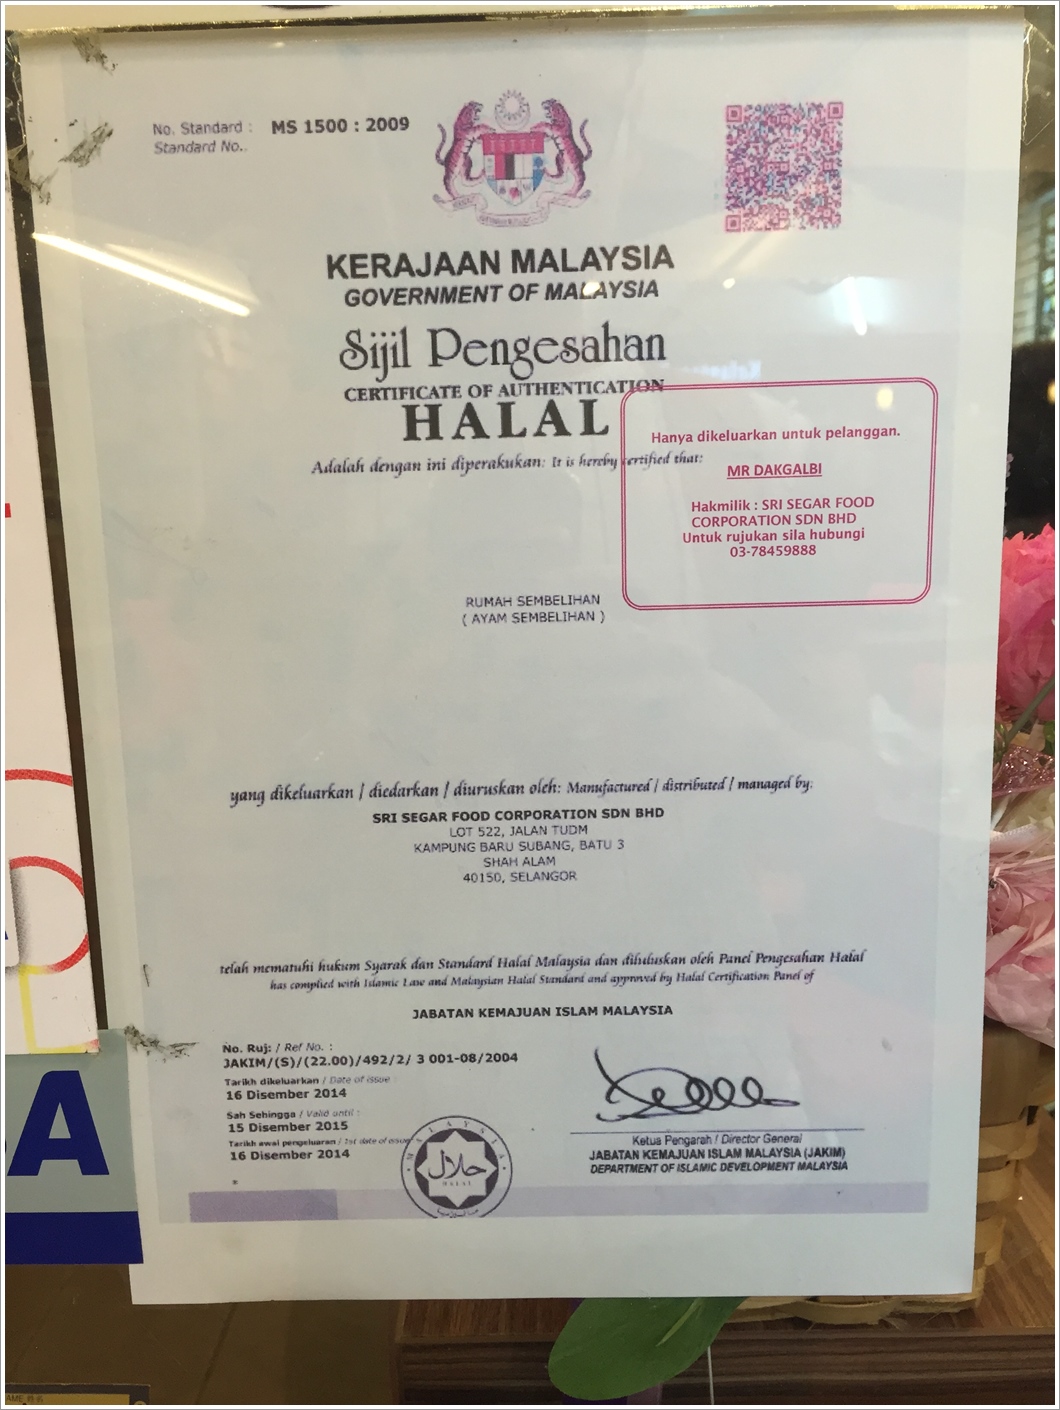 No. Standard : MS 1500 : 2009
Standard No..
KERAJAAN MALAYSIA
GOVERNMENT OF MALAYSIA
Sijil Pengesahan
CERTIFICATE OF AUTHENTICATION
HALAL
Adalah dengan ini diperakukan: It is hereby certified that:
Hanya dikeluarkan untuk pelanggan.
MR DAKGALBI
Hakmilik : SRI SEGAR FOOD
CORPORATION SDN BHD
Untuk rujukan sila hubungi
03-78459888
RUMAH SEMBELIHAN
( AYAM SEMBELIHAN )
yang dikeluarkan / diedarkan / diuruskan oleh: Manufactured / distributed / managed by:
SRI SEGAR FOOD CORPORATION SDN BHD
LOT 522, JALAN TUDM
KAMPUNG BARU SUBANG, BATU 3
SHAH ALAM
40150, SELANGOR
telah mematuhi hukum Syarak dan Standard Halal Malaysia dan diluluskan oleh Panel Pengesahan Halal
has complied with Islamic Law and Malaysian Halal Standard and approved by Halal Certification Panel of
JABATAN KEMAJUAN ISLAM MALAYSIA
No. Ruj: / Ref No. :
JAKIM/(S)/(22.00)/492/2/ 3 001-08/2004
Tarikh dikeluarkan / Date of issue
16 Disember 2014
Sah Sehingga / Valid until :
15 Disember 2015
Tarikh awal pengeluaran / 1st date of issue
16 Disember 2014
MALAYSIA
حلال
HALAL
ماليزيا
Ketua Pengarah / Director General
JABATAN KEMAJUAN ISLAM MALAYSIA (JAKIM)
DEPARTMENT OF ISLAMIC DEVELOPMENT MALAYSIA
A